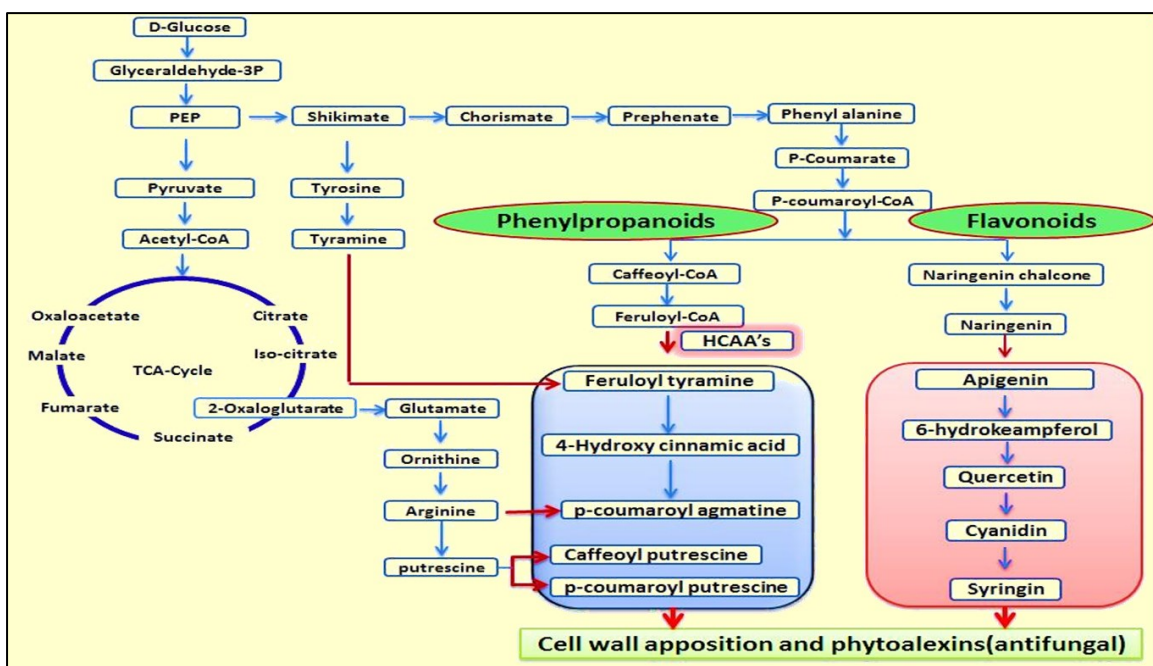 D-Glucose
Glyceraldehyde-3P
PEP
Shikimate
Chorismate
Prephenate
Phenyl alanine
P-Coumarate
P-coumaroyl-CoA
Pyruvate
Tyrosine
Phenylpropanoids
Flavonoids
Acetyl-CoA
Tyramine
Caffeoyl-CoA
Naringenin chalcone
Feruloyl-CoA
Naringenin
HCAA's
Oxaloacetate
Citrate
Malate
Iso-citrate
TCA-Cycle
Fumarate
2-Oxaloglutarate
Succinate
Glutamate
Ornithine
Arginine
putrescine
Feruloyl tyramine
4-Hydroxy cinnamic acid
p-coumaroyl agmatine
Caffeoyl putrescine
p-coumaroyl putrescine
Apigenin
6-hydrokeampferol
Quercetin
Cyanidin
Syringin
Cell wall apposition and phytoalexins(antifungal)